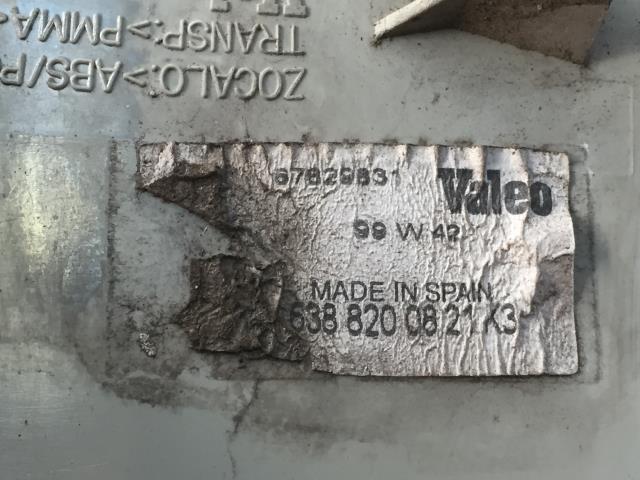 TRANSP:>PMMA
ZOCALO:>ABS/P
67829831 Valeo
99 W 42
MADE IN SPAIN
638 820 08 21 K3